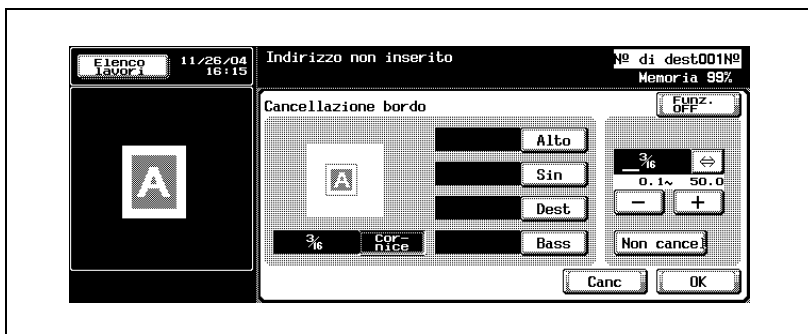 Elenco lavori
11/26/04
16:15
Indirizzo non inserito
Nº di dest001Nº
Memoria 99%
Cancellazione bordo
Funz. OFF
A
A
Alto
Sin
Dest
Bass
3/16
Cor-
nice
3/16
⇔
0.1~ 50.0
−
+
Non cancel
Canc
OK